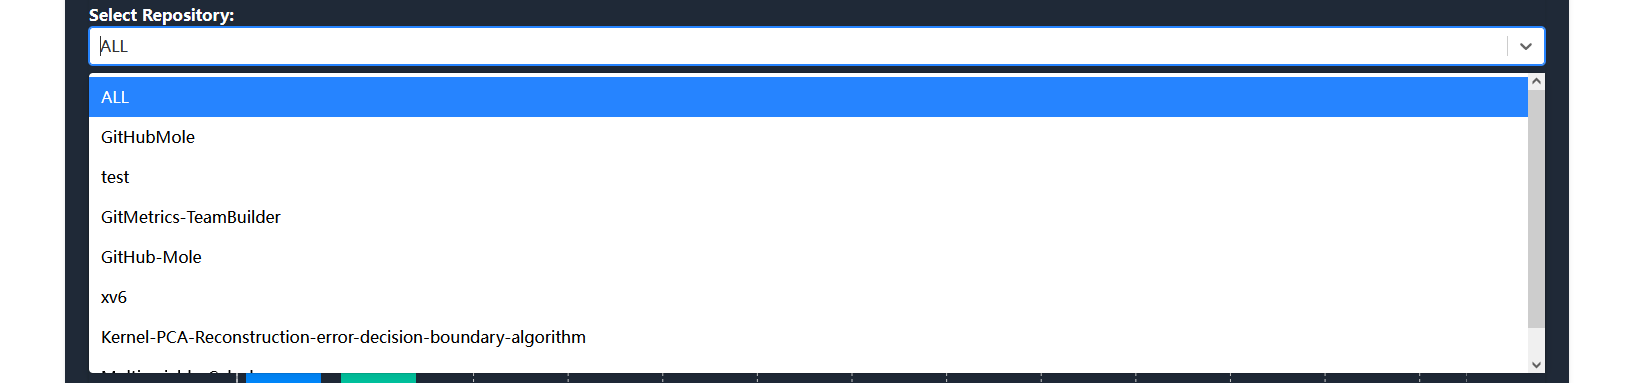 Select Repository:
ALL
ALL
GitHubMole
test
GitMetrics-TeamBuilder
GitHub-Mole
xv6
Kernel-PCA-Reconstruction-error-decision-boundary-algorithm